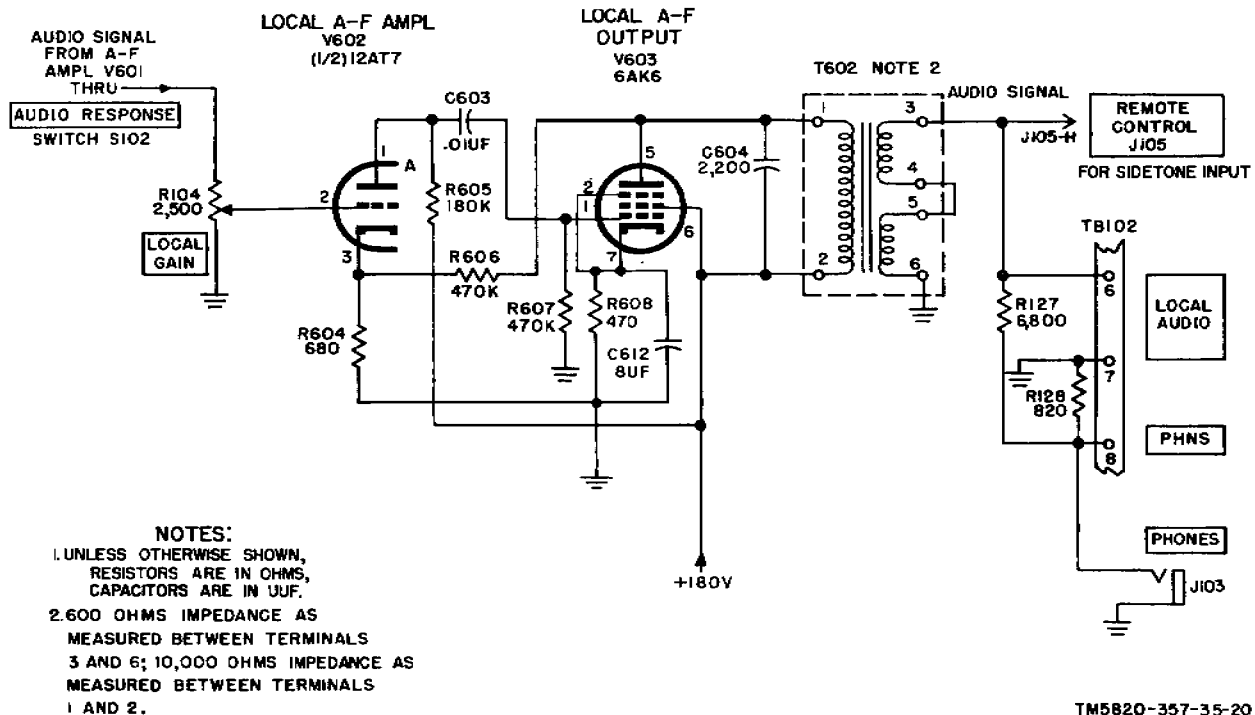 LOCAL A-F AMPL
V602
(1/2)12AT7
LOCAL A-F
OUTPUT
V603
6AK6
AUDIO SIGNAL
FROM A-F
AMPL V601
THRU
AUDIO RESPONSE
SWITCH S102
R104
2,500
LOCAL
GAIN
1
A
2
3
C603
.01UF
R605
180K
R606
470K
R604
680
R607
470K
R608
470
C612
8UF
5
2
1
6
7
C604
2,200
T602 NOTE 2
1
2
3
4
5
6
AUDIO SIGNAL
J105-H
REMOTE
CONTROL
J105
FOR SIDETONE INPUT
TB102
6
7
8
R127
6,800
R128
820
LOCAL
AUDIO
PHNS
PHONES
J103
+180V
NOTES:
1. UNLESS OTHERWISE SHOWN,
RESISTORS ARE IN OHMS,
CAPACITORS ARE IN UUF.
2. 600 OHMS IMPEDANCE AS
MEASURED BETWEEN TERMINALS
3 AND 6; 10,000 OHMS IMPEDANCE AS
MEASURED BETWEEN TERMINALS
1 AND 2.
TM5820-357-35-20